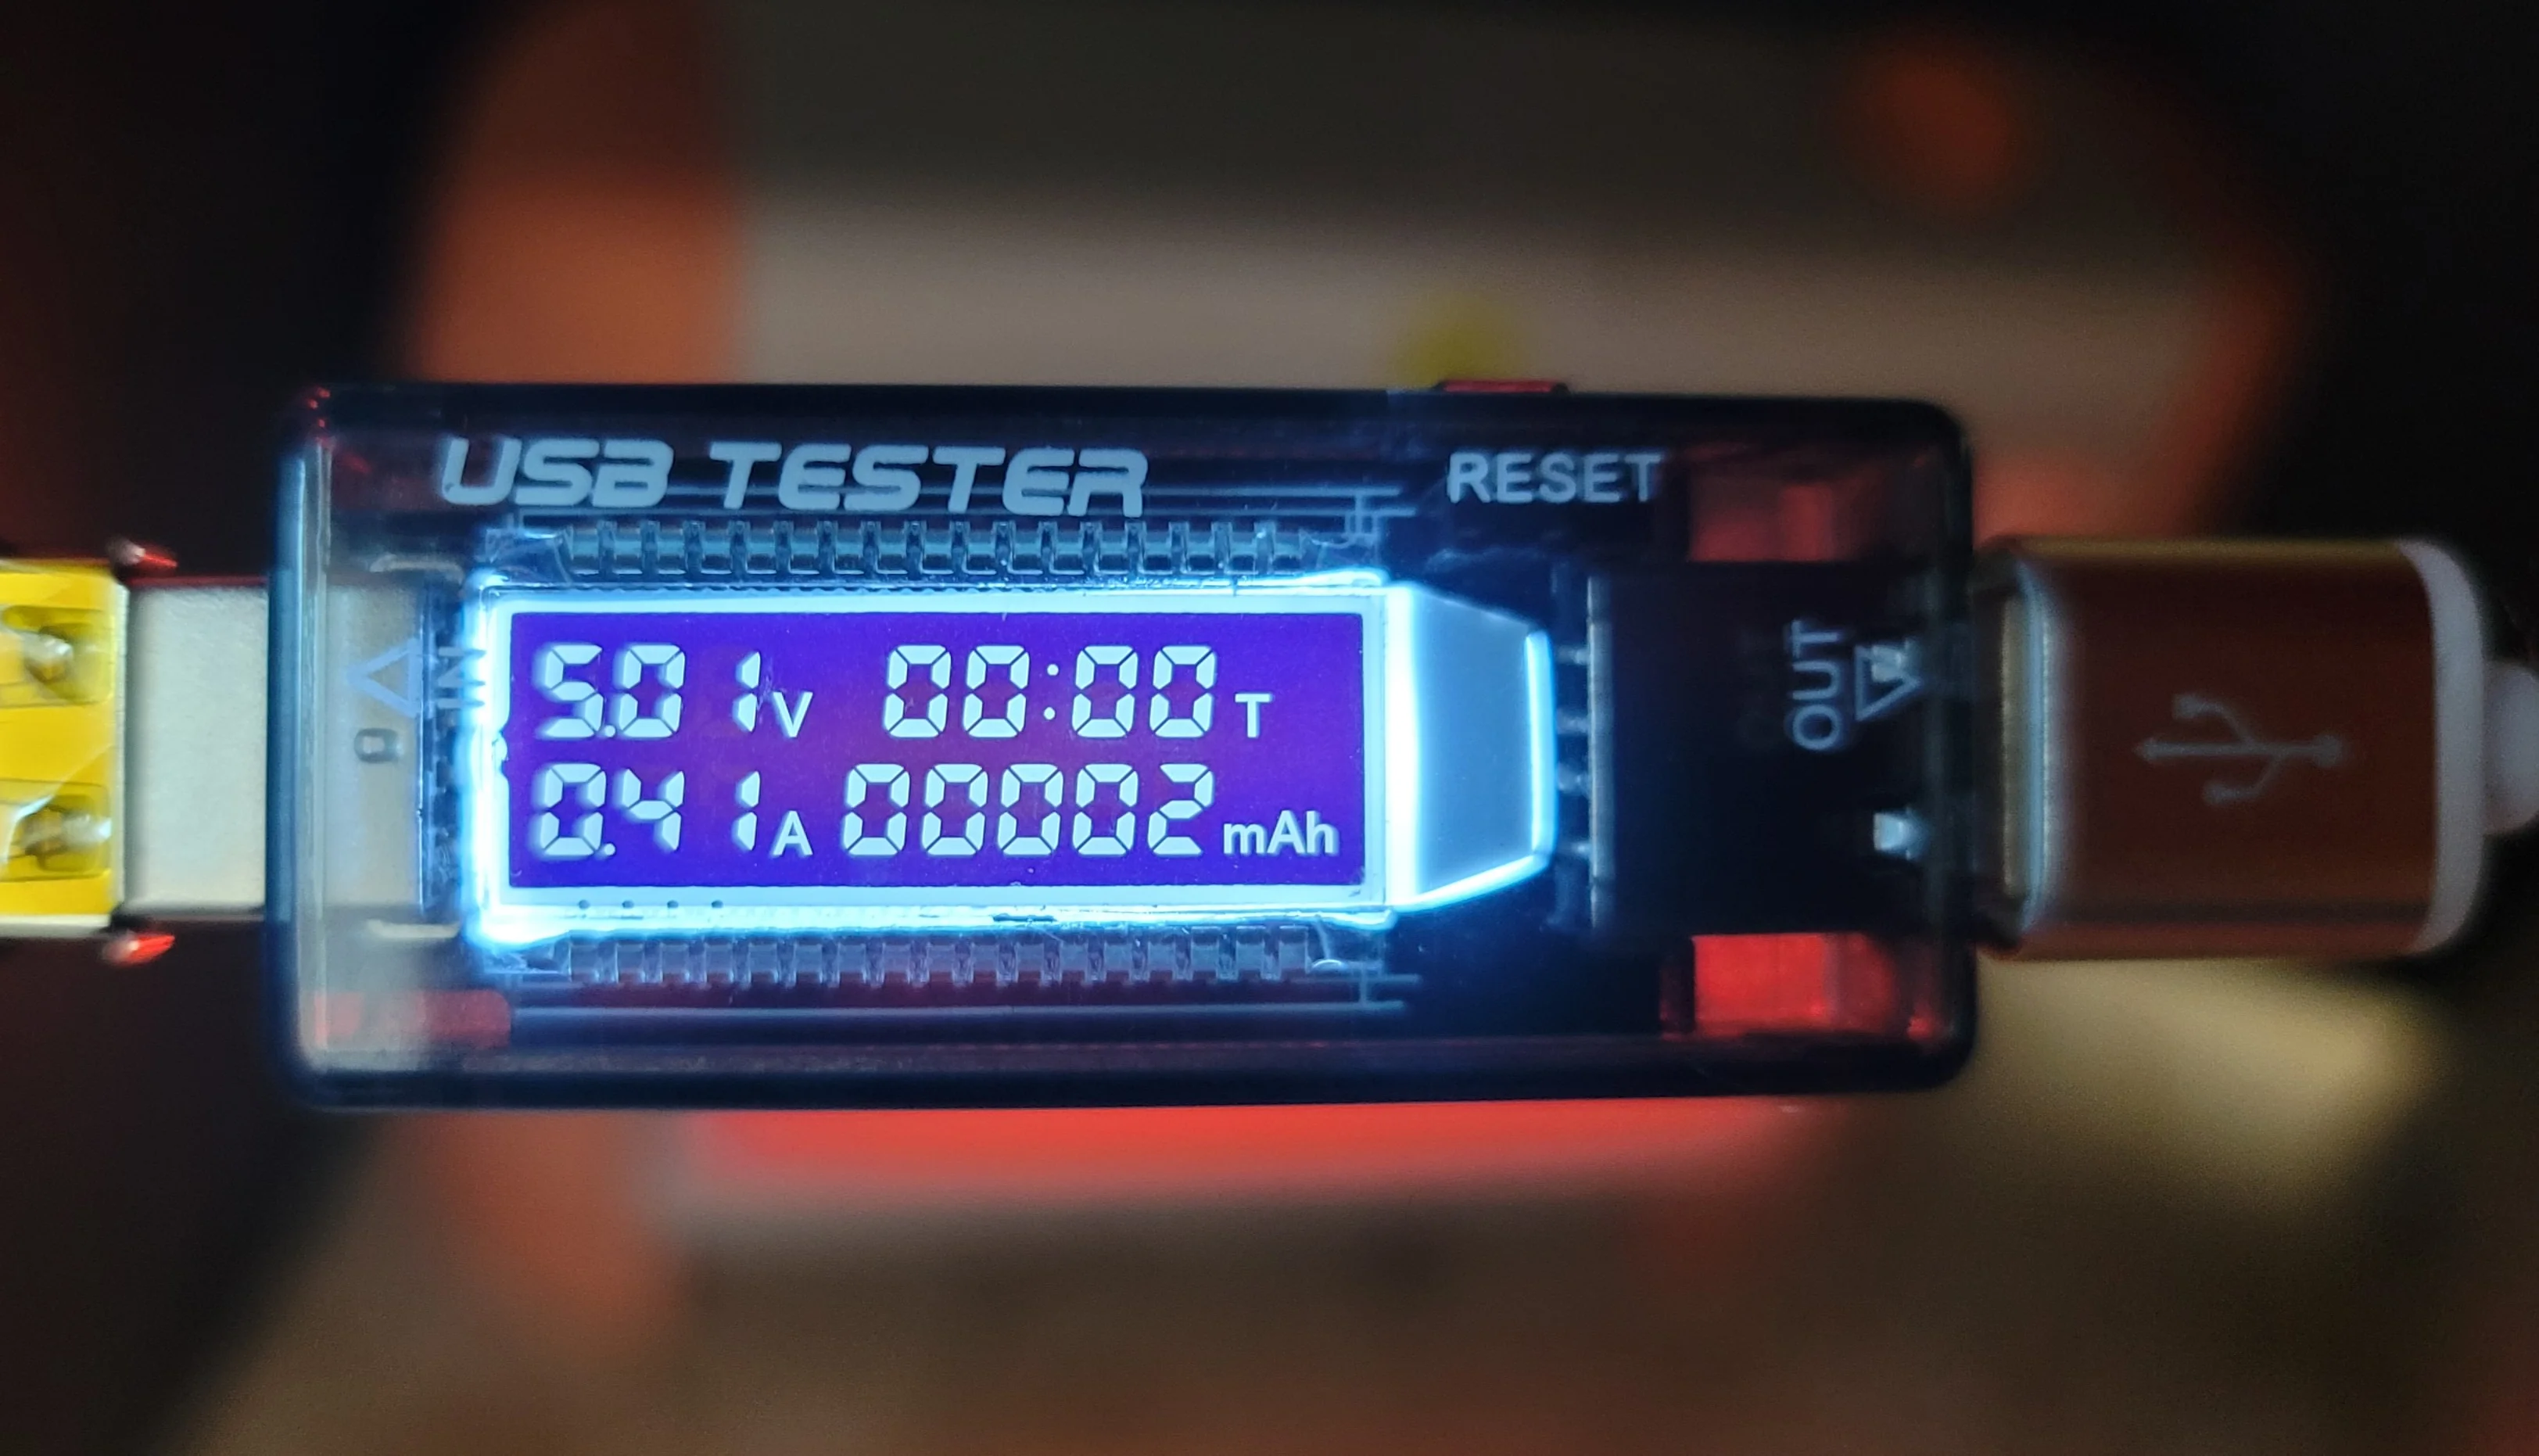 USB TESTER
RESET
IN
5.01V 00:00T
0.41A 00002mAh
OUT